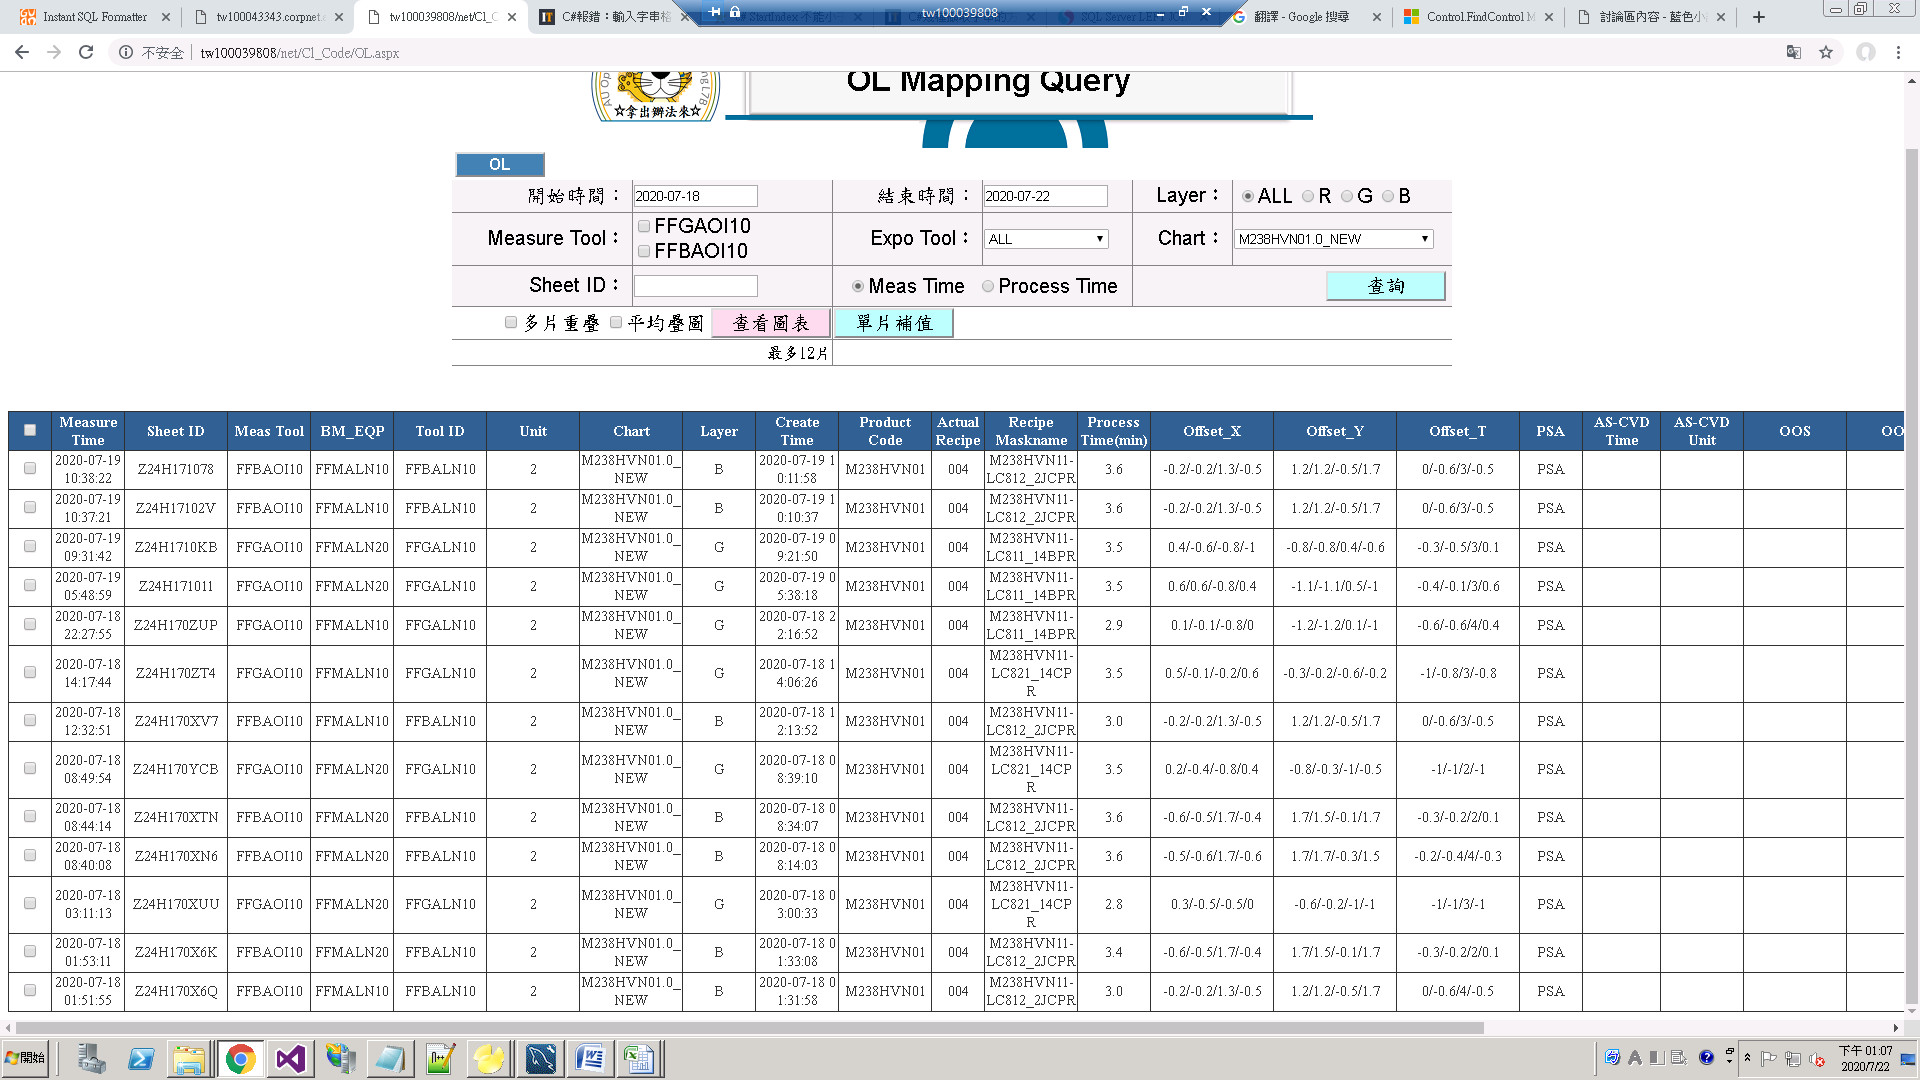 Instant SQL Formatter
tw100043343.corpnet.
tw100039808/net/Cl_C
C#報錯：輸入字串格
tw100039808
翻譯 - Google 搜尋
Control.FindControl M
討論區內容 - 藍色小
不安全 tw100039808/net/Cl_Code/OL.aspx
OL Mapping Query
☆拿出辦法來☆
OL
開始時間： 2020-07-18 結束時間： 2020-07-22 Layer： ALL R G B
Measure Tool： FFGAOI10 FFBAOI10 Expo Tool： ALL Chart： M238HVN01.0_NEW
Sheet ID： Meas Time Process Time 查詢
多片重疊 平均疊圖 查看圖表 單片補值
最多12片
Measure Time Sheet ID Meas Tool BM_EQP Tool ID Unit Chart Layer Create Time Product Code Actual Recipe Recipe Maskname Process Time(min) Offset_X Offset_Y Offset_T PSA AS-CVD Time AS-CVD Unit OOS OO
2020-07-19 10:38:22 Z24H171078 FFBAOI10 FFMALN10 FFBALN10 2 M238HVN01.0_NEW B 2020-07-19 10:11:58 M238HVN01 004 M238HVN11-LC812_2JCPR 3.6 -0.2/-0.2/1.3/-0.5 1.2/1.2/-0.5/1.7 0/-0.6/3/-0.5 PSA
2020-07-19 10:37:21 Z24H17102V FFBAOI10 FFMALN10 FFBALN10 2 M238HVN01.0_NEW B 2020-07-19 10:10:37 M238HVN01 004 M238HVN11-LC812_2JCPR 3.6 -0.2/-0.2/1.3/-0.5 1.2/1.2/-0.5/1.7 0/-0.6/3/-0.5 PSA
2020-07-19 09:31:42 Z24H1710KB FFGAOI10 FFMALN20 FFGALN10 2 M238HVN01.0_NEW G 2020-07-19 09:21:50 M238HVN01 004 M238HVN11-LC811_14BPR 3.5 0.4/-0.6/-0.8/-1 -0.8/-0.8/0.4/-0.6 -0.3/-0.5/3/0.1 PSA
2020-07-19 05:48:59 Z24H171011 FFGAOI10 FFMALN20 FFGALN10 2 M238HVN01.0_NEW G 2020-07-19 05:38:18 M238HVN01 004 M238HVN11-LC811_14BPR 3.5 0.6/0.6/-0.8/0.4 -1.1/-1.1/0.5/-1 -0.4/-0.1/3/0.6 PSA
2020-07-18 22:27:55 Z24H170ZUP FFGAOI10 FFMALN10 FFGALN10 2 M238HVN01.0_NEW G 2020-07-18 22:16:52 M238HVN01 004 M238HVN11-LC811_14BPR 2.9 0.1/-0.1/-0.8/0 -1.2/-1.2/0.1/-1 -0.6/-0.6/4/0.4 PSA
2020-07-18 14:17:44 Z24H170ZT4 FFGAOI10 FFMALN10 FFGALN10 2 M238HVN01.0_NEW G 2020-07-18 14:06:26 M238HVN01 004 M238HVN11-LC821_14CPR 3.5 0.5/-0.1/-0.2/0.6 -0.3/-0.2/-0.6/-0.2 -1/-0.8/3/-0.8 PSA
2020-07-18 12:32:51 Z24H170XV7 FFBAOI10 FFMALN10 FFBALN10 2 M238HVN01.0_NEW B 2020-07-18 12:13:52 M238HVN01 004 M238HVN11-LC812_2JCPR 3.0 -0.2/-0.2/1.3/-0.5 1.2/1.2/-0.5/1.7 0/-0.6/3/-0.5 PSA
2020-07-18 08:49:54 Z24H170YCB FFGAOI10 FFMALN20 FFGALN10 2 M238HVN01.0_NEW G 2020-07-18 08:39:10 M238HVN01 004 M238HVN11-LC821_14CPR 3.5 0.2/-0.4/-0.8/0.4 -0.8/-0.3/-1/-0.5 -1/-1/2/-1 PSA
2020-07-18 08:44:14 Z24H170XTN FFBAOI10 FFMALN10 FFBALN10 2 M238HVN01.0_NEW B 2020-07-18 08:34:07 M238HVN01 004 M238HVN11-LC812_2JCPR 3.6 -0.6/-0.5/1.7/-0.4 1.7/1.5/-0.1/1.7 -0.3/-0.2/2/0.1 PSA
2020-07-18 08:40:08 Z24H170XN6 FFBAOI10 FFMALN20 FFBALN10 2 M238HVN01.0_NEW B 2020-07-18 08:14:03 M238HVN01 004 M238HVN11-LC812_2JCPR 3.6 -0.5/-0.6/1.7/-0.6 1.7/1.7/-0.3/1.5 -0.2/-0.4/4/-0.3 PSA
2020-07-18 03:11:13 Z24H170XUU FFGAOI10 FFMALN20 FFGALN10 2 M238HVN01.0_NEW G 2020-07-18 03:00:33 M238HVN01 004 M238HVN11-LC821_14CPR 2.8 0.3/-0.5/-0.5/0 -0.6/-0.2/-1/-1 -1/-1/3/-1 PSA
2020-07-18 01:53:11 Z24H170X6K FFBAOI10 FFMALN10 FFBALN10 2 M238HVN01.0_NEW B 2020-07-18 01:33:08 M238HVN01 004 M238HVN11-LC812_2JCPR 3.4 -0.6/-0.5/1.7/-0.4 1.7/1.5/-0.1/1.7 -0.3/-0.2/2/0.1 PSA
2020-07-18 01:51:55 Z24H170X6Q FFBAOI10 FFMALN10 FFBALN10 2 M238HVN01.0_NEW B 2020-07-18 01:31:58 M238HVN01 004 M238HVN11-LC812_2JCPR 3.0 -0.2/-0.2/1.3/-0.5 1.2/1.2/-0.5/1.7 0/-0.6/4/-0.5 PSA
開始
下午 01:07
2020/7/22